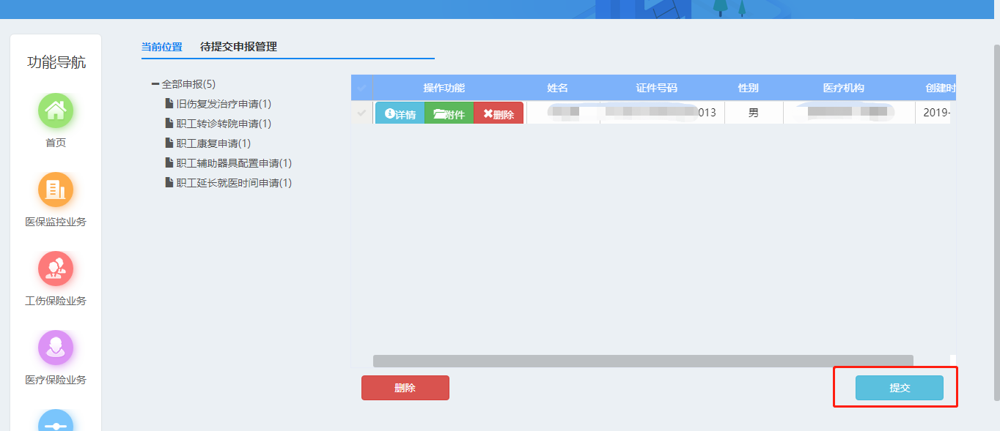 当前位置 待提交申报管理
功能导航
首页
医保监控业务
工伤保险业务
医疗保险业务
全部申报(5)
旧伤复发治疗申请(1)
职工转诊转院申请(1)
职工康复申请(1)
职工辅助器具配置申请(1)
职工延长就医时间申请(1)
操作功能 姓名 证件号码 性别 医疗机构 创建时
详情 附件 删除 013 男 2019-
删除 提交